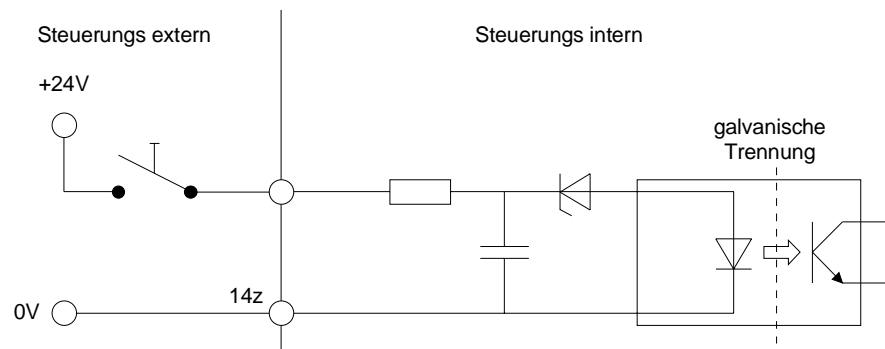 Steuerungs extern
Steuerungs intern
+24V
galvanische
Trennung
14z
0V